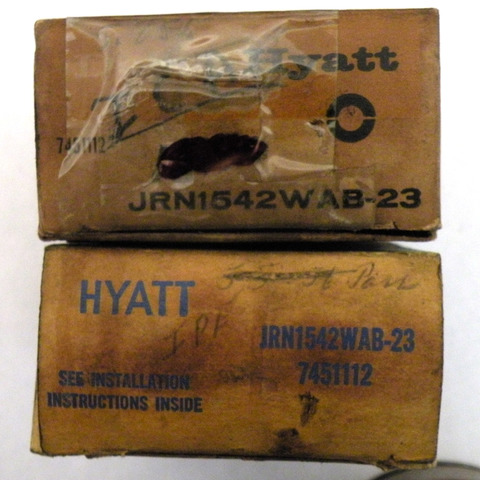 Hyatt
7451112
JRN1542WAB-23
HYATT
JRN1542WAB-23
7451112
SEE INSTALLATION
INSTRUCTIONS INSIDE